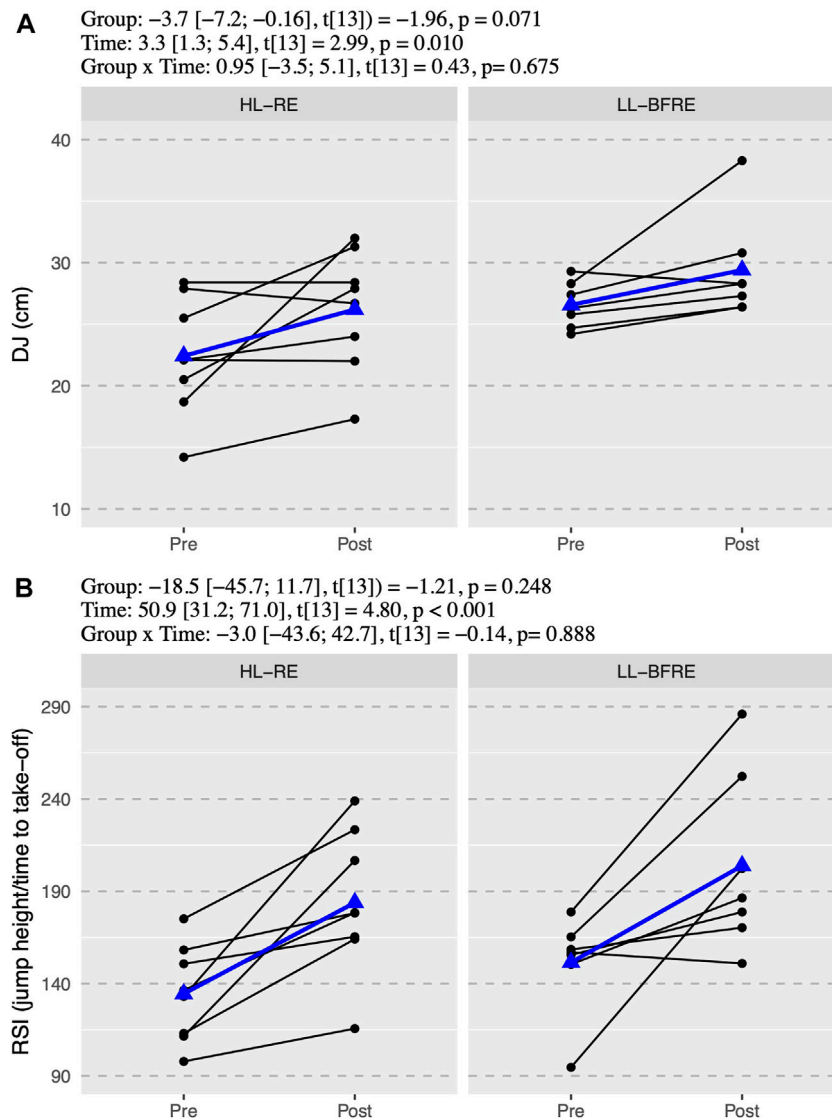 A
Group: −3.7 [−7.2; −0.16], t[13]) = −1.96, p = 0.071
Time: 3.3 [1.3; 5.4], t[13] = 2.99, p = 0.010
Group x Time: 0.95 [−3.5; 5.1], t[13] = 0.43, p= 0.675
HL−RE
LL−BFRE
DJ (cm)
40
30
20
10
Pre
Post
Pre
Post
B
Group: −18.5 [−45.7; 11.7], t[13]) = −1.21, p = 0.248
Time: 50.9 [31.2; 71.0], t[13] = 4.80, p < 0.001
Group x Time: −3.0 [−43.6; 42.7], t[13] = −0.14, p= 0.888
HL−RE
LL−BFRE
RSI (jump height/time to take−off)
290
240
190
140
90
Pre
Post
Pre
Post